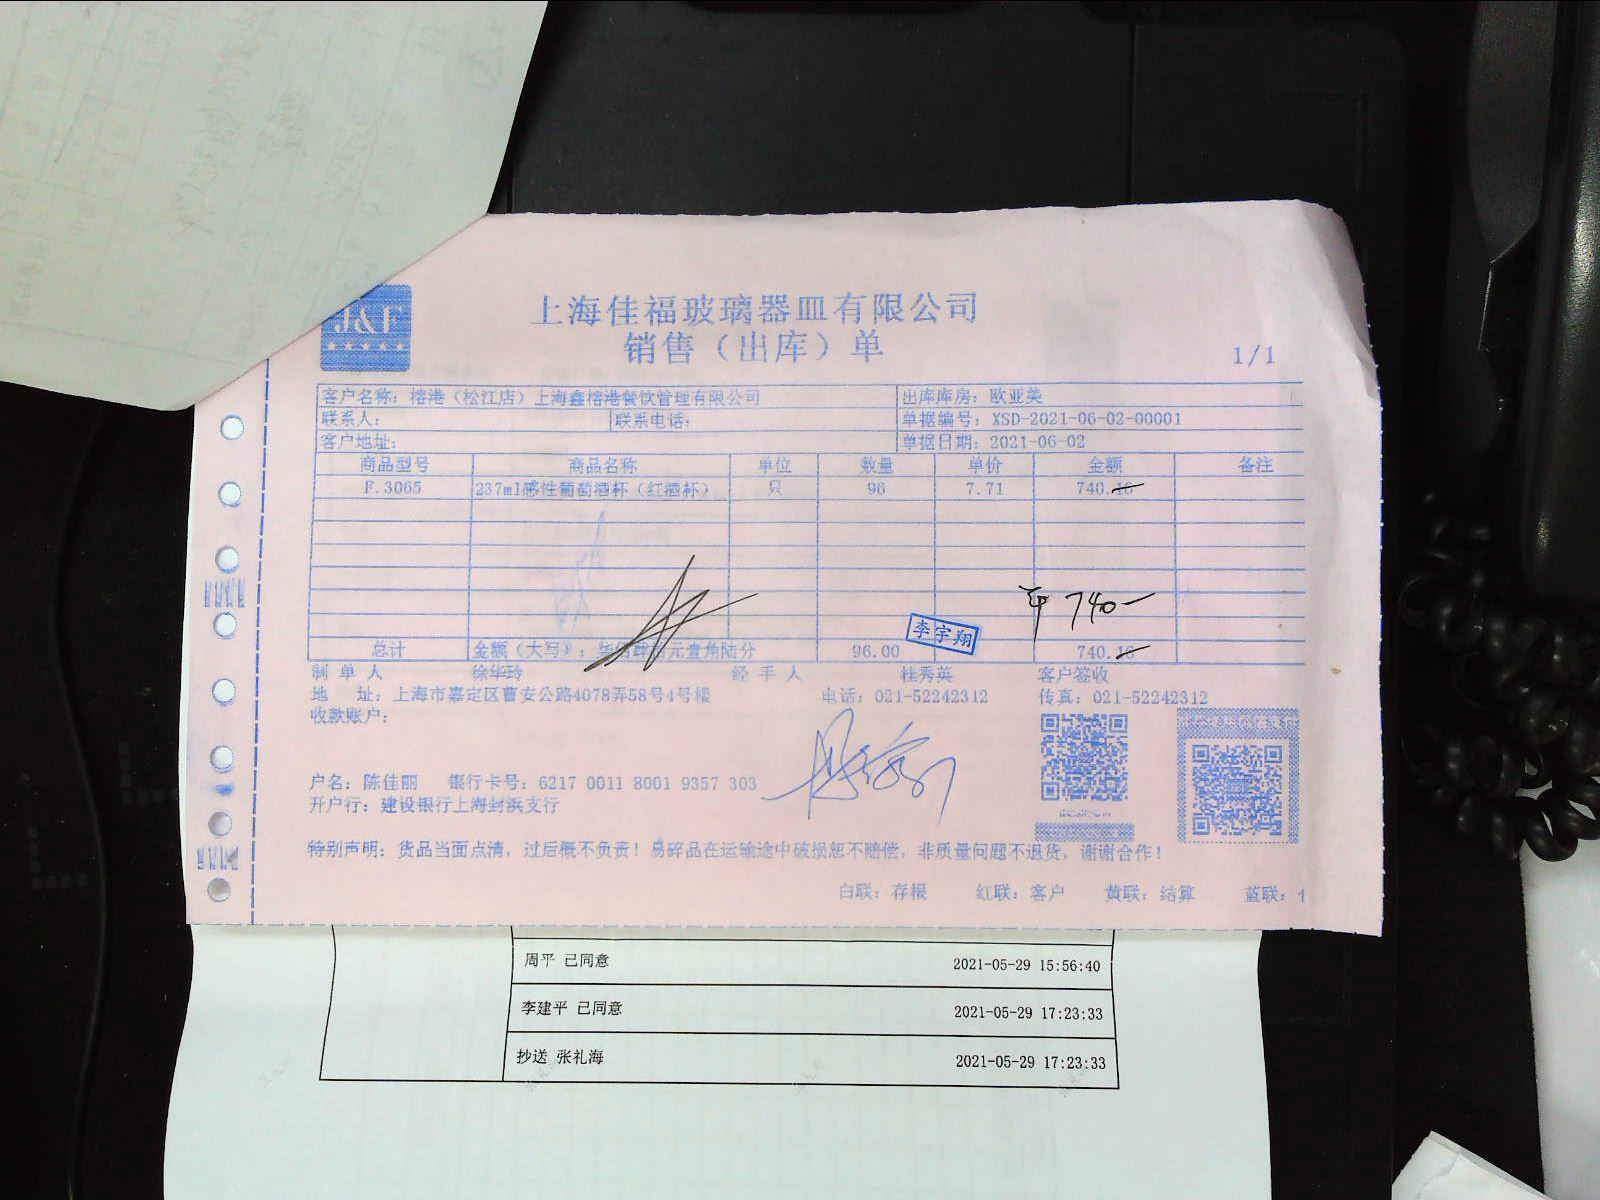 J&F
上海佳福玻璃器皿有限公司
销售（出库）单
1/1
客户名称：榕港（松江店）上海鑫榕港餐饮管理有限公司 出库库房：欧亚美
联系人： 联系电话： 单据编号：XSD-2021-06-02-00001
客户地址： 单据日期：2021-06-02
商品型号 商品名称 单位 数量 单价 金额 备注
F.3065 237ml感性葡萄酒杯（红酒杯） 只 96 7.71 740.16
¥740-
李宇翔
总计 金额（大写）：柒佰肆拾元壹角陆分 96.00 740.16
制单人 徐华玲 经手人 桂秀英 客户签收
地 址：上海市嘉定区曹安公路4078弄58号4号楼 电话：021-52242312 传真：021-52242312
收款账户：
户名：陈佳丽 银行卡号：6217 0011 8001 9357 303
开户行：建设银行上海封浜支行
特别声明：货品当面点清，过后概不负责！易碎品在运输途中破损恕不赔偿，非质量问题不退货，谢谢合作！
白联：存根 红联：客户 黄联：结算 蓝联：1
周平 已同意 2021-05-29 15:56:40
李建平 已同意 2021-05-29 17:23:33
抄送 张礼海 2021-05-29 17:23:33